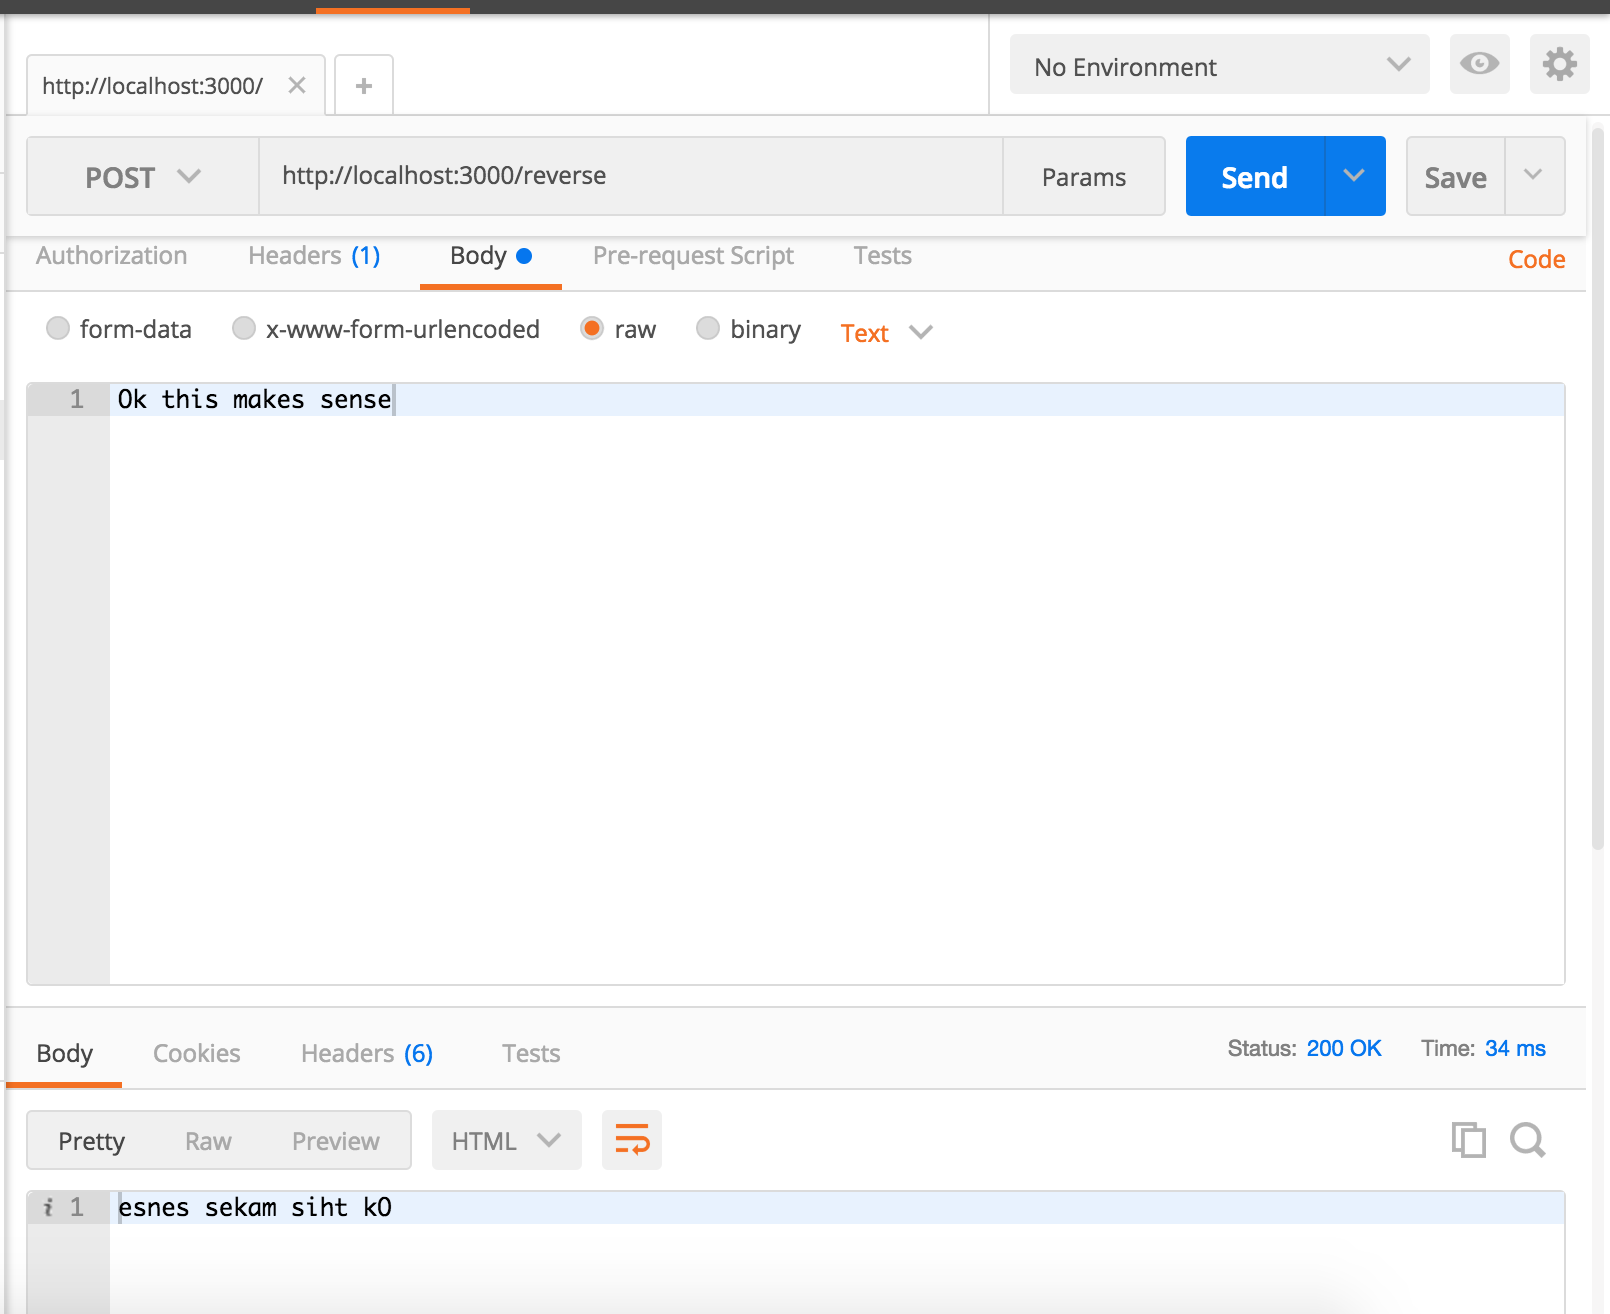 http://localhost:3000/
No Environment
POST http://localhost:3000/reverse Params Send Save
Authorization Headers (1) Body Pre-request Script Tests Code
form-data x-www-form-urlencoded raw binary Text
1 Ok this makes sense
Body Cookies Headers (6) Tests Status: 200 OK Time: 34 ms
Pretty Raw Preview HTML
i 1 esnes sekam siht kO